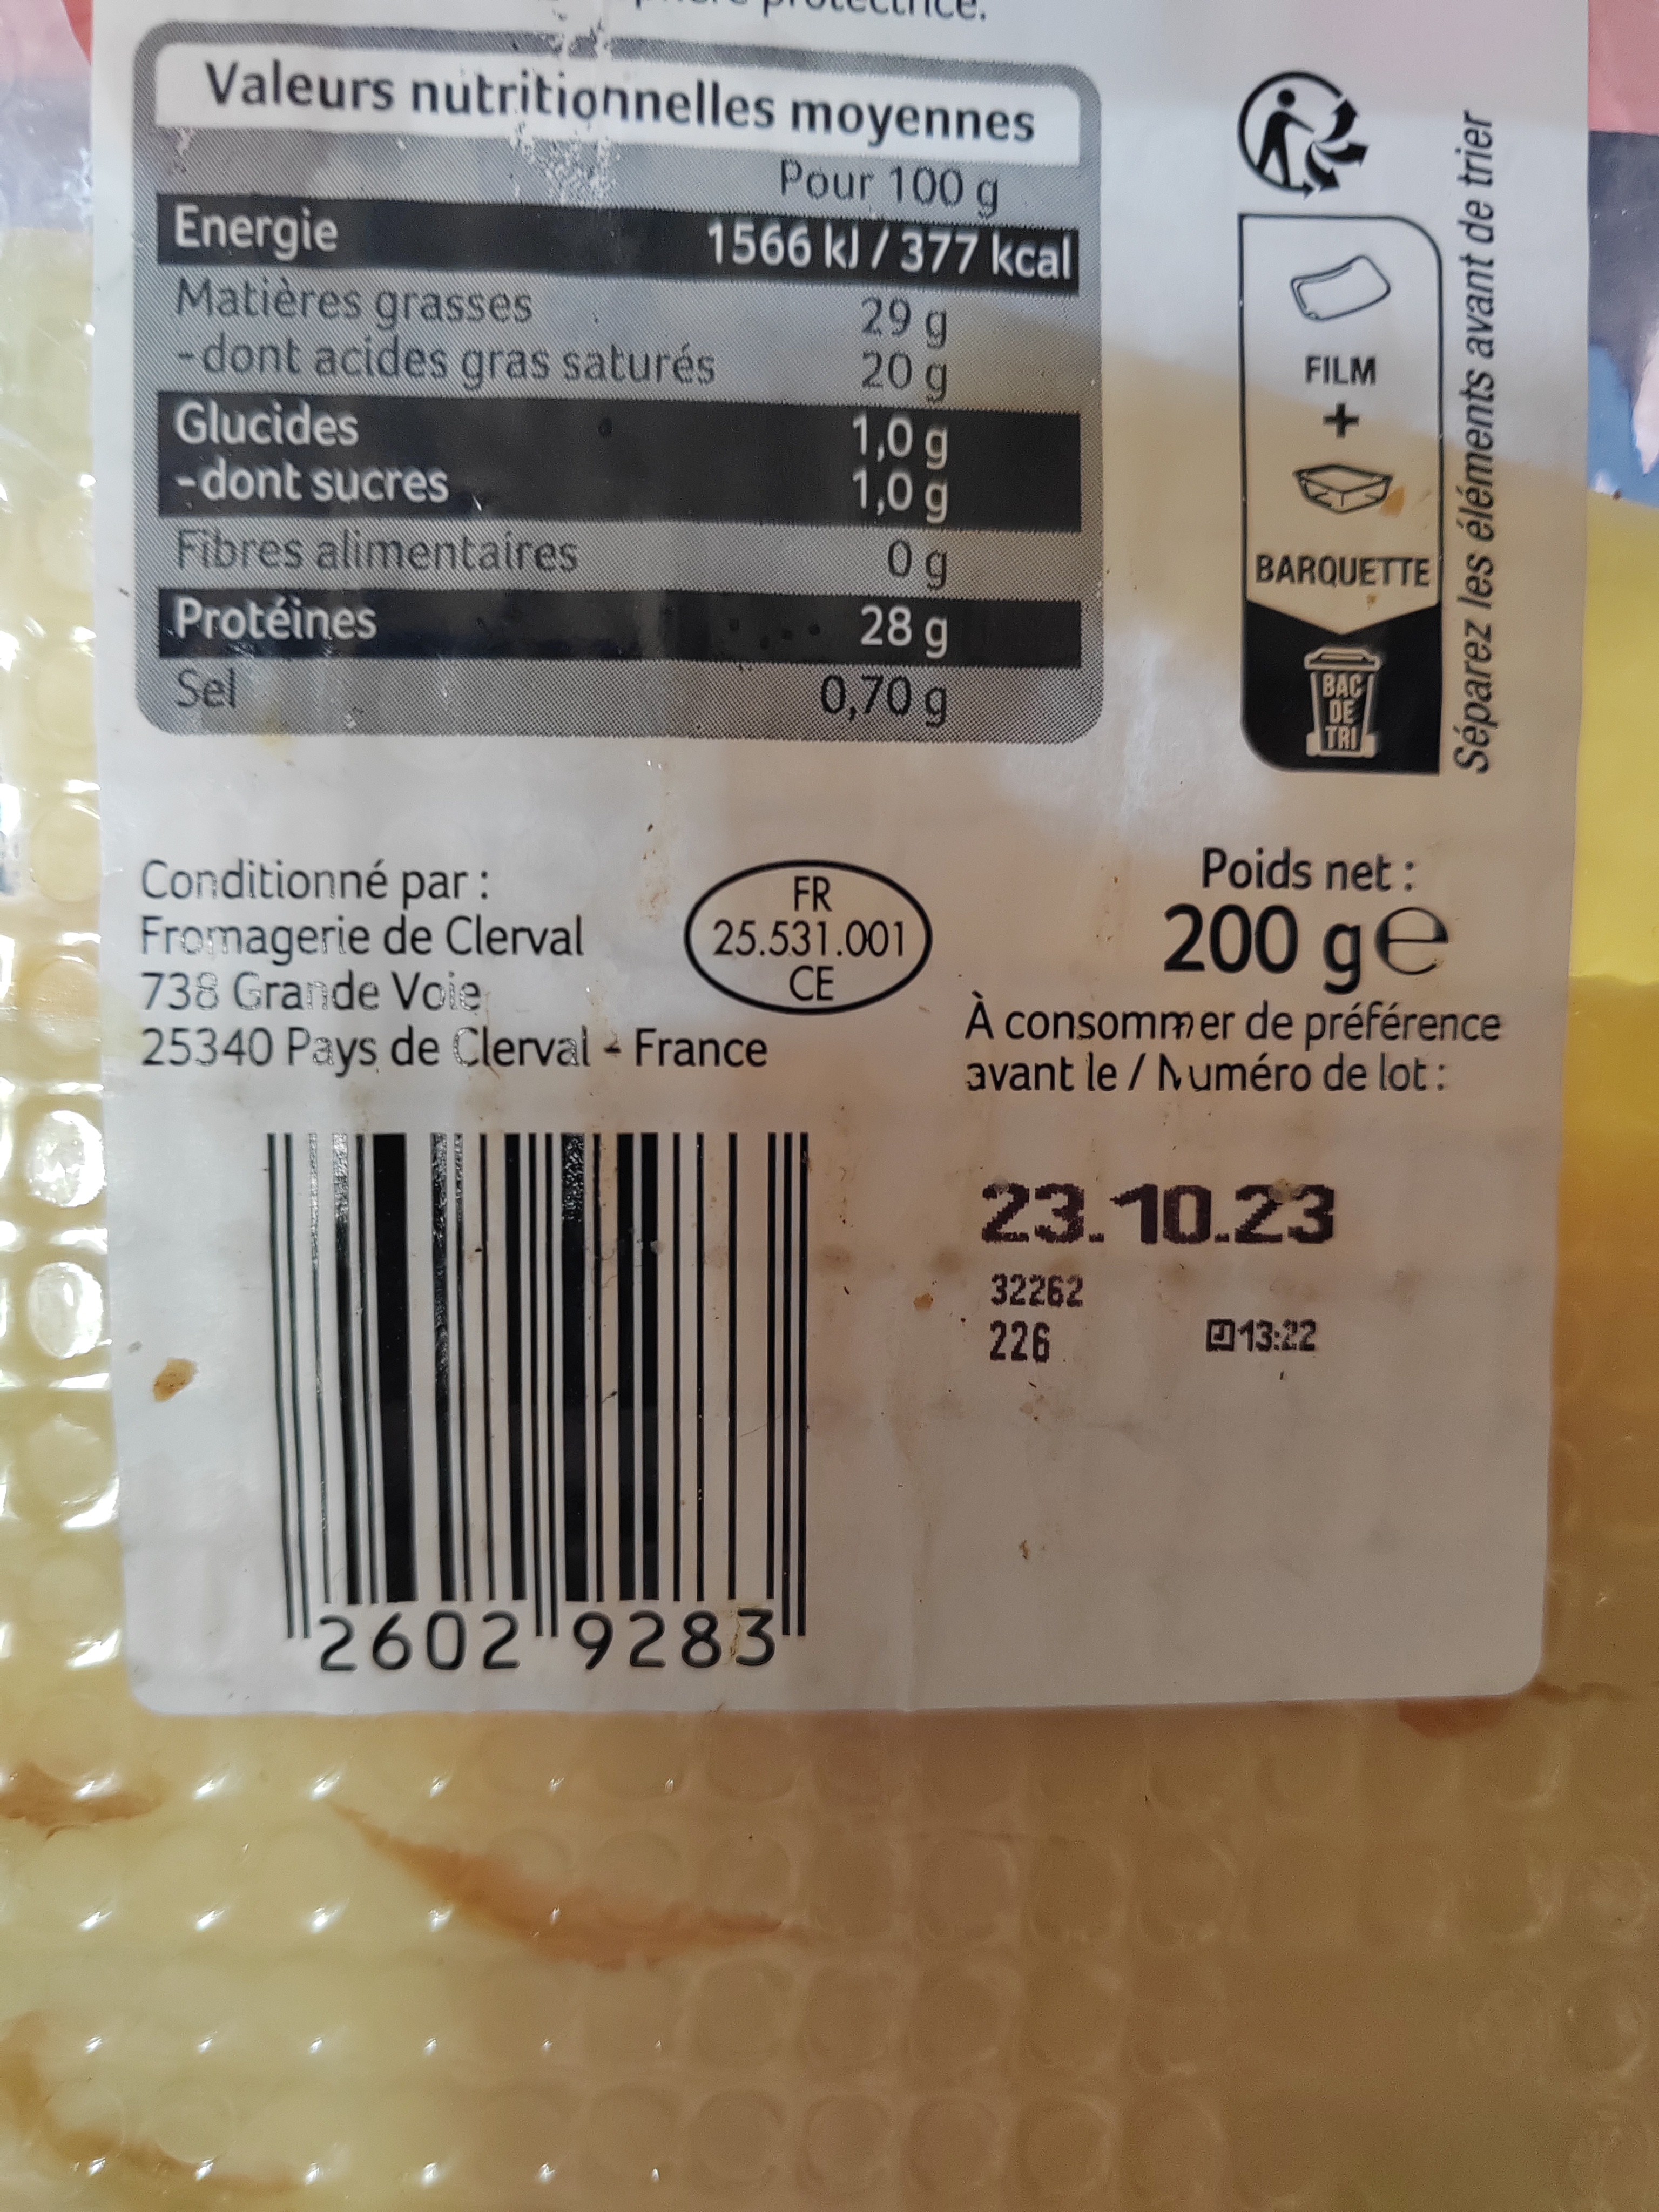 Valeurs nutritionnelles moyennes
Pour 100 g
Energie 1566 kJ / 377 kcal
Matières grasses 29 g
-dont acides gras saturés 20 g
Glucides 1,0 g
-dont sucres 1,0 g
Fibres alimentaires 0 g
Protéines 28 g
Sel 0,70 g
FILM
+
BARQUETTE
BAC
DE
TRI
Séparez les éléments avant de trier
Conditionné par :
Fromagerie de Clerval
738 Grande Voie
25340 Pays de Clerval - France
FR
25.531.001
CE
Poids net :
200 g e
À consommer de préférence
avant le / Numéro de lot :
23.10.23
32262
226 13:22
2602 9283